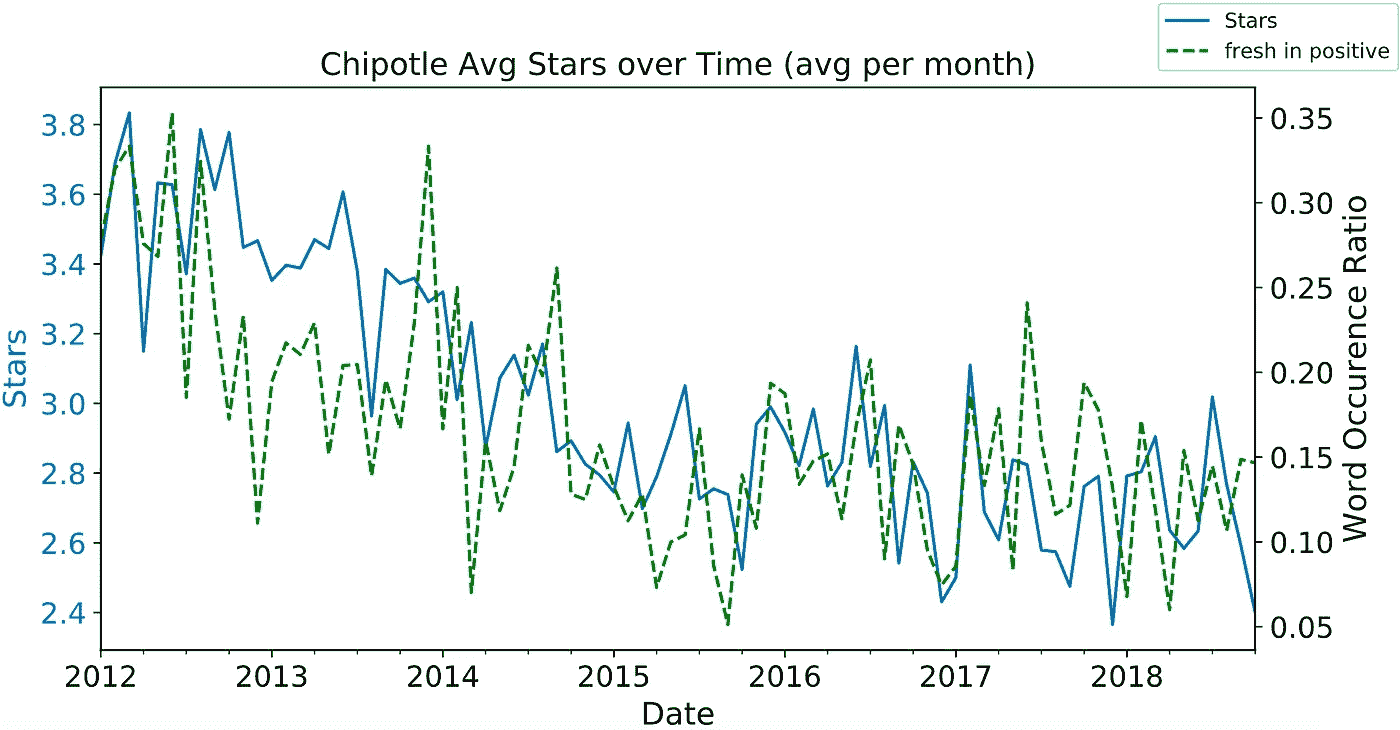 Stars
fresh in positive
Chipotle Avg Stars over Time (avg per month)
3.8
3.6
3.4
3.2
3.0
2.8
2.6
2.4
Stars
0.35
0.30
0.25
0.20
0.15
0.10
0.05
Word Occurence Ratio
2012 2013 2014 2015 2016 2017 2018
Date